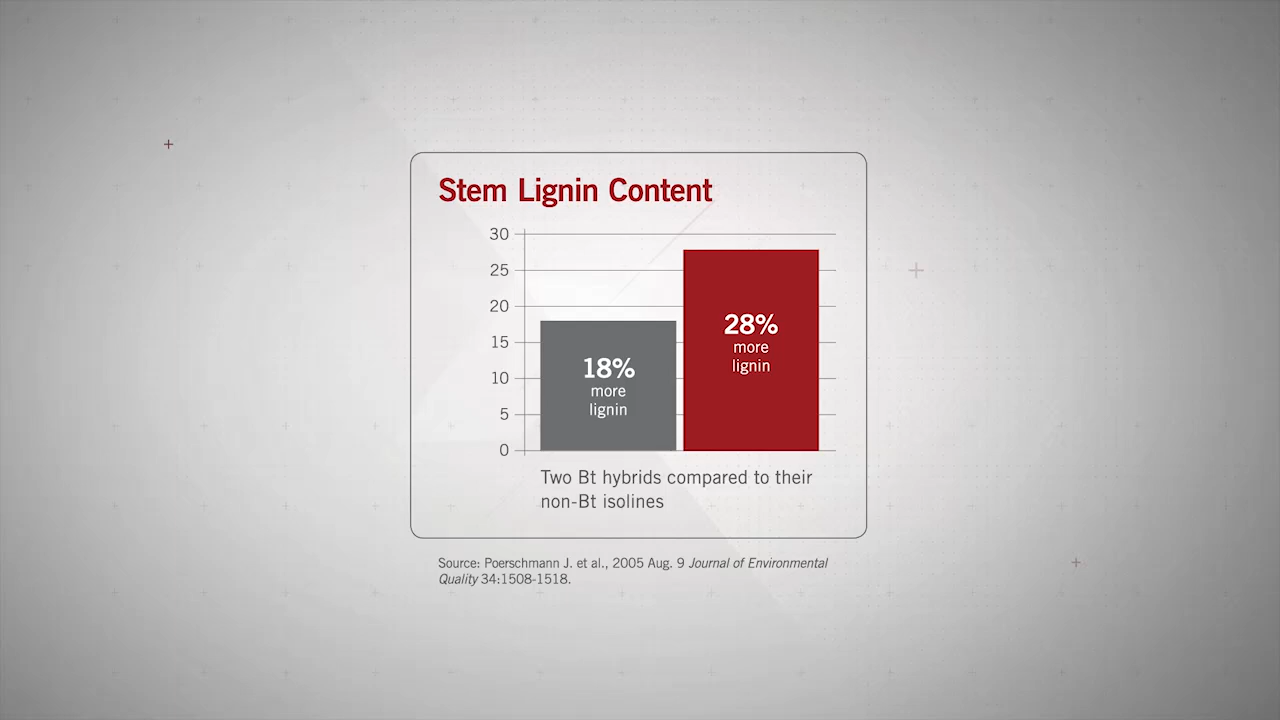 Stem Lignin Content
30
25
20
15
10
5
0
18%
more
lignin
28%
more
lignin
Two Bt hybrids compared to their
non-Bt isolines
Source: Poerschmann J. et al., 2005 Aug. 9 Journal of Environmental
Quality 34:1508-1518.